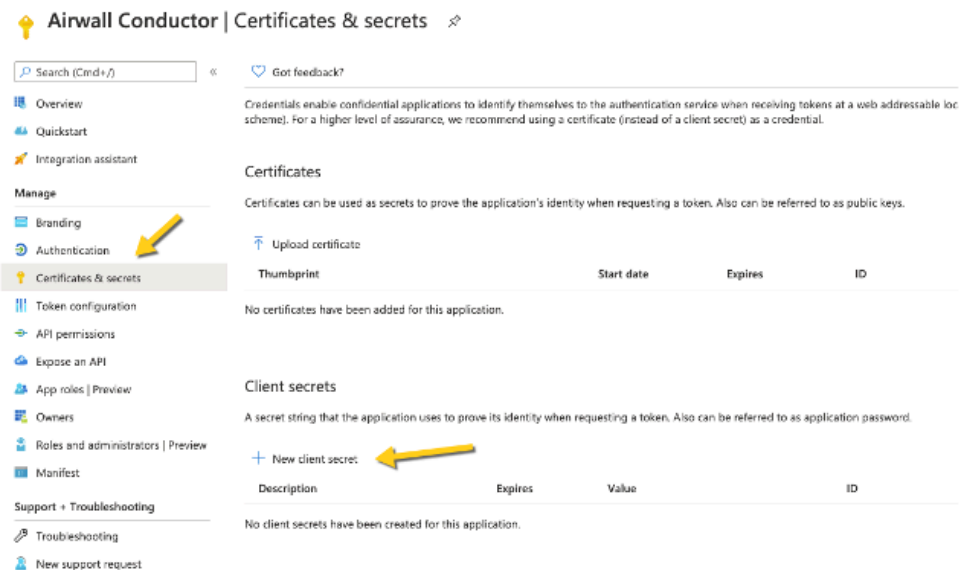 Airwall Conductor | Certificates & secrets
Search (Cmd+/)
«
Overview
Quickstart
Integration assistant
Manage
Branding
Authentication
Certificates & secrets
Token configuration
API permissions
Expose an API
App roles | Preview
Owners
Roles and administrators | Preview
Manifest
Support + Troubleshooting
Troubleshooting
New support request
Got feedback?
Credentials enable confidential applications to identify themselves to the authentication service when receiving tokens at a web addressable loc
scheme). For a higher level of assurance, we recommend using a certificate (instead of a client secret) as a credential.
Certificates
Certificates can be used as secrets to prove the application's identity when requesting a token. Also can be referred to as public keys.
Upload certificate
Thumbprint Start date Expires ID
No certificates have been added for this application.
Client secrets
A secret string that the application uses to prove its identity when requesting a token. Also can be referred to as application password.
New client secret
Description Expires Value ID
No client secrets have been created for this application.